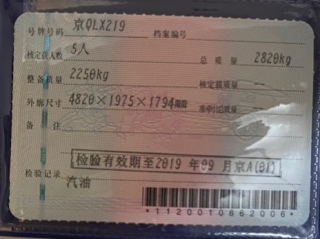 号牌号码 京QLX219 档案编号
核定载人数 5人 总质量 2820kg
整备质量 2250kg 核定载质量 --
外廓尺寸 4820×1975×1794mm 准牵引总质量 --
备注
检验有效期至2019年09月京A(01)
检验记录
汽油
*1120010862006*